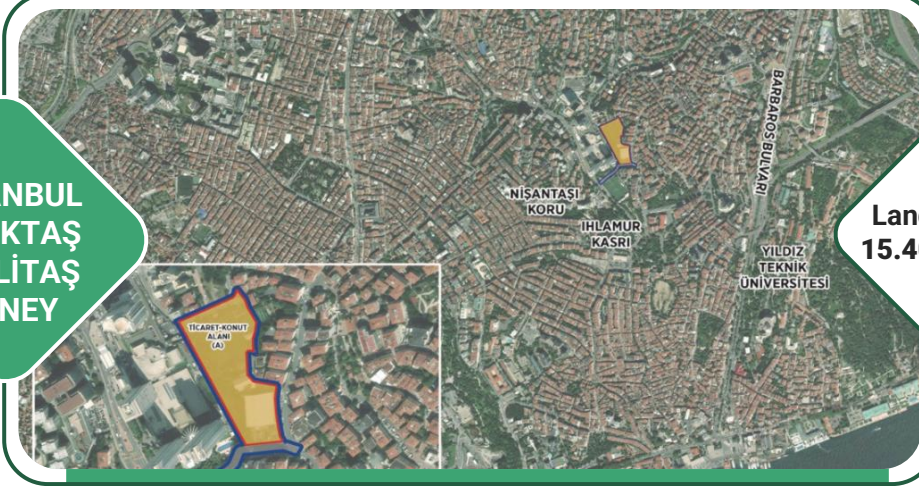 ANBUL
KTAŞ
LİTAŞ
NEY
BARBAROS BULVARI
NİŞANTAŞI
KORU
IHLAMUR
KASRI
YILDIZ
TEKNİK
ÜNİVERSİTESİ
Land
15.4
TİCARET-KONUT
ALANI
(A)